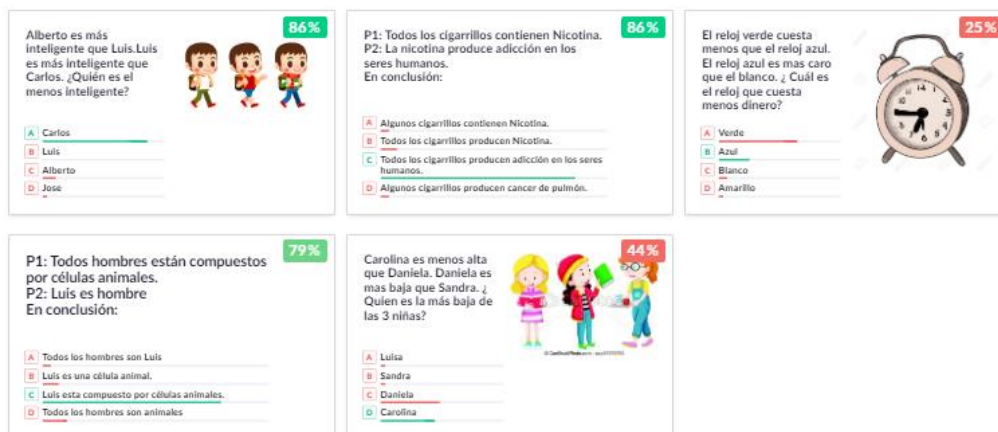 86%
Alberto es más
inteligente que Luis.Luis
es más inteligente que
Carlos. ¿Quién es el
menos inteligente?
A Carlos
B Luis
C Alberto
D Jose
86%
P1: Todos los cigarrillos contienen Nicotina.
P2: La nicotina produce adicción en los
seres humanos.
En conclusión:
A Algunos cigarrillos contienen Nicotina.
B Todos los cigarrillos producen Nicotina.
C Todos los cigarrillos producen adicción en los seres
humanos.
D Algunos cigarrillos producen cancer de pulmón.
25%
El reloj verde cuesta
menos que el reloj azul.
El reloj azul es mas caro
que el blanco. ¿ Cuál es
el reloj que cuesta
menos dinero?
A Verde
B Azul
C Blanco
D Amarillo
79%
P1: Todos hombres están compuestos
por células animales.
P2: Luis es hombre
En conclusión:
A Todos los hombres son Luis
B Luis es una célula animal.
C Luis esta compuesto por células animales.
D Todos los hombres son animales
44%
Carolina es menos alta
que Daniela. Daniela es
mas baja que Sandra. ¿
Quien es la más baja de
las 3 niñas?
A Luisa
B Sandra
C Daniela
D Carolina